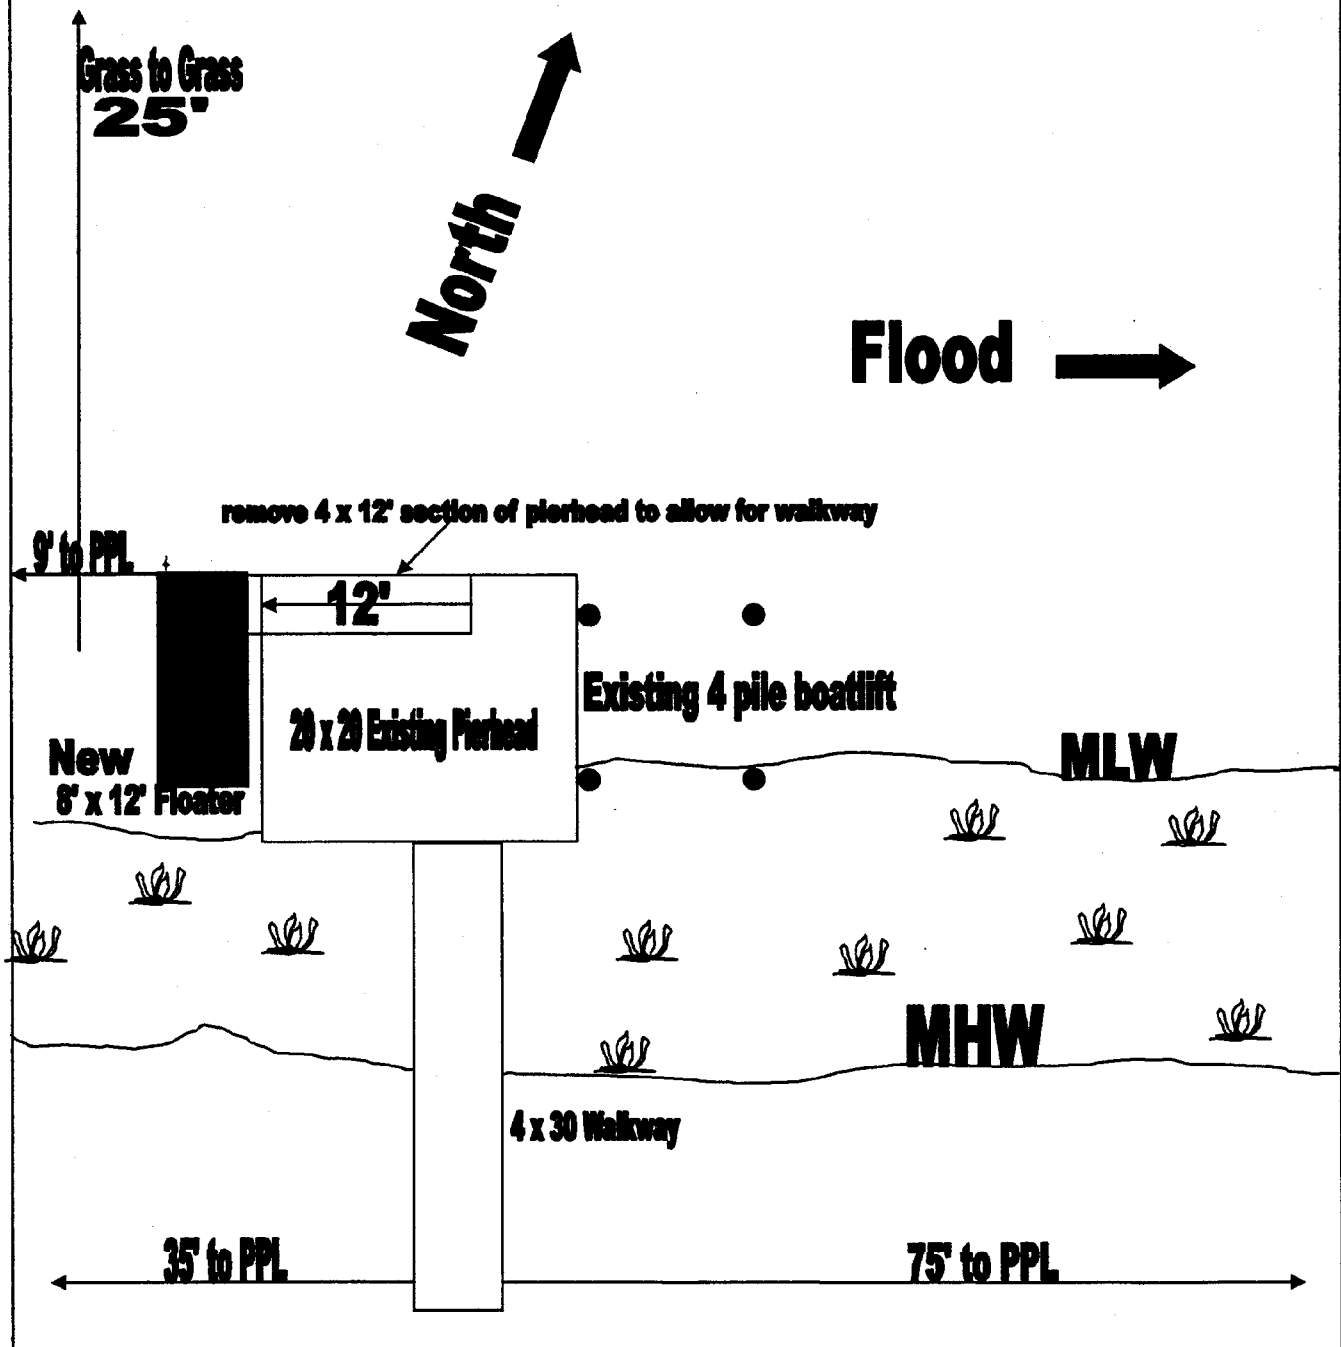 Grass to Grass
25'
North
Flood
remove 4 x 12' section of pierhead to allow for walkway
9' to PPL
12'
Existing 4 pile boatlift
20 x 20 Existing Pierhead
New
8' x 12' Floater
MLW
MHW
4 x 30 Walkway
35' to PPL
75' to PPL